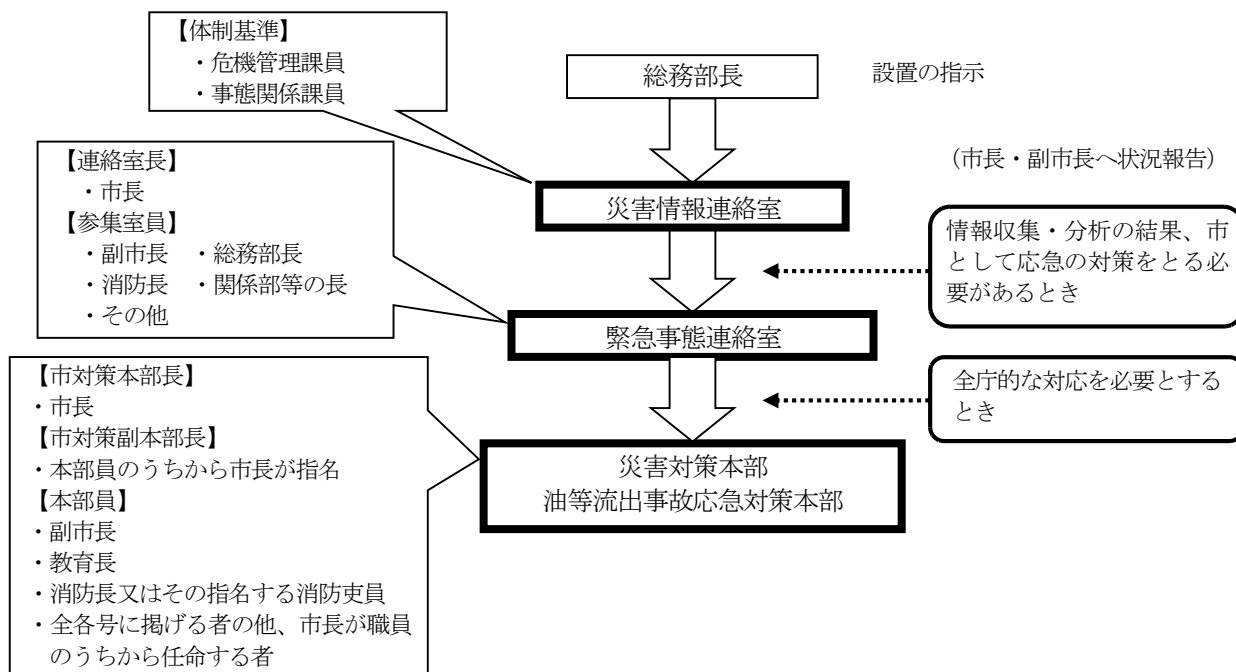 【体制基準】
・危機管理課員
・事態関係課員
総務部長
設置の指示
【連絡室長】
・市長
【参集室員】
・副市長 ・総務部長
・消防長 ・関係部等の長
・その他
(市長・副市長へ状況報告)
災害情報連絡室
情報収集・分析の結果、市
として応急の対策をとる必
要があるとき
緊急事態連絡室
【市対策本部長】
・市長
【市対策副本部長】
・本部員のうちから市長が指名
【本部員】
・副市長
・教育長
・消防長又はその指名する消防吏員
・全各号に掲げる者の他、市長が職員
のうちから任命する者
全庁的な対応を必要とする
とき
災害対策本部
油等流出事故応急対策本部